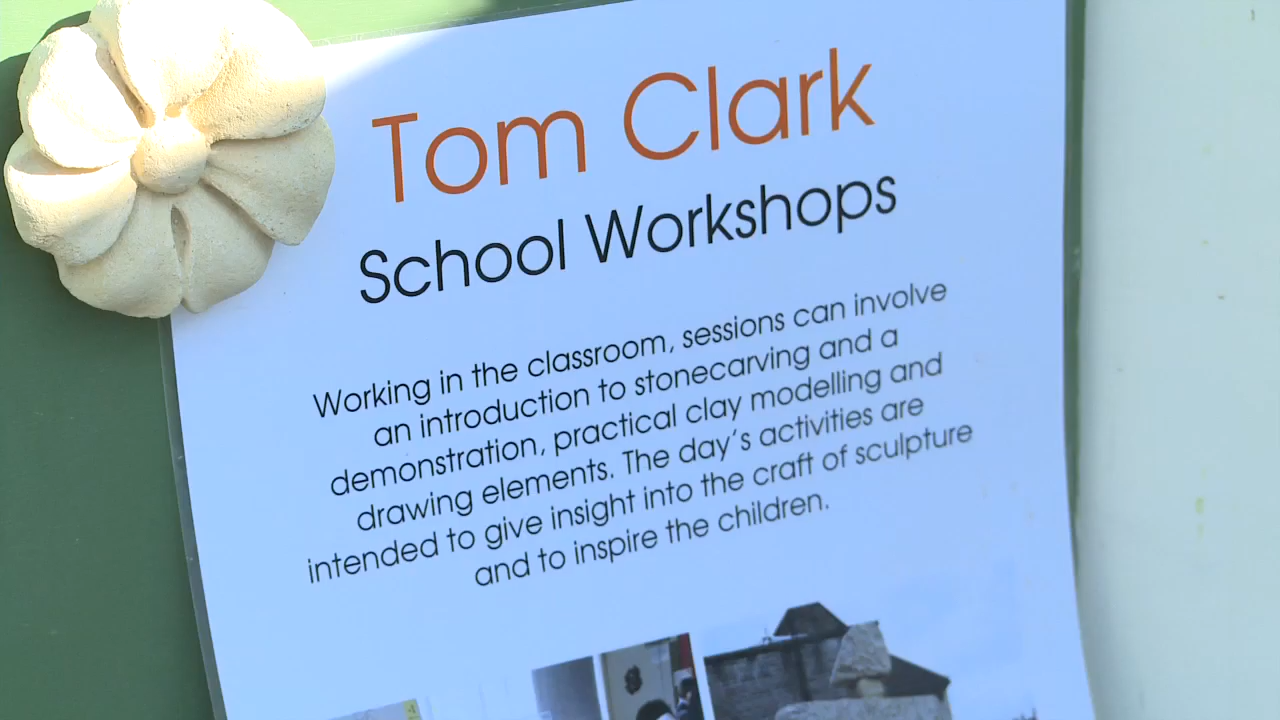 Tom Clark
School Workshops
Working in the classroom, sessions can involve
an introduction to stonecarving and a
demonstration, practical clay modelling and
drawing elements. The day's activities are
intended to give insight into the craft of sculpture
and to inspire the children.